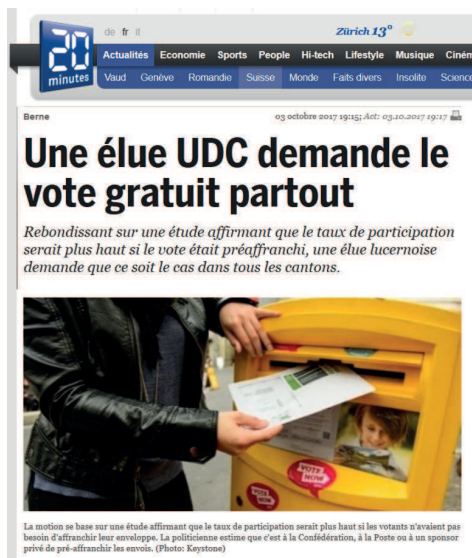 de fr it
Zürich 13°
20
minutes
Actualités Economie Sports People Hi-tech Lifestyle Musique Ciném
Vaud Genève Romandie Suisse Monde Faits divers Insolite Science
Berne
03 octobre 2017 19:15; Act: 03.10.2017 19:17
Une élue UDC demande le
vote gratuit partout
Rebondissant sur une étude affirmant que le taux de participation
serait plus haut si le vote était préaffranchi, une élue lucernoise
demande que ce soit le cas dans tous les cantons.
VOTE
NOW
VOTE
NOW
La motion se base sur une étude affirmant que le taux de participation serait plus haut si les votants n'avaient pas
besoin d'affranchir leur enveloppe. La politicienne estime que c'est à la Confédération, à la Poste ou à un sponsor
privé de pré-affranchir les envois. (Photo: Keystone)